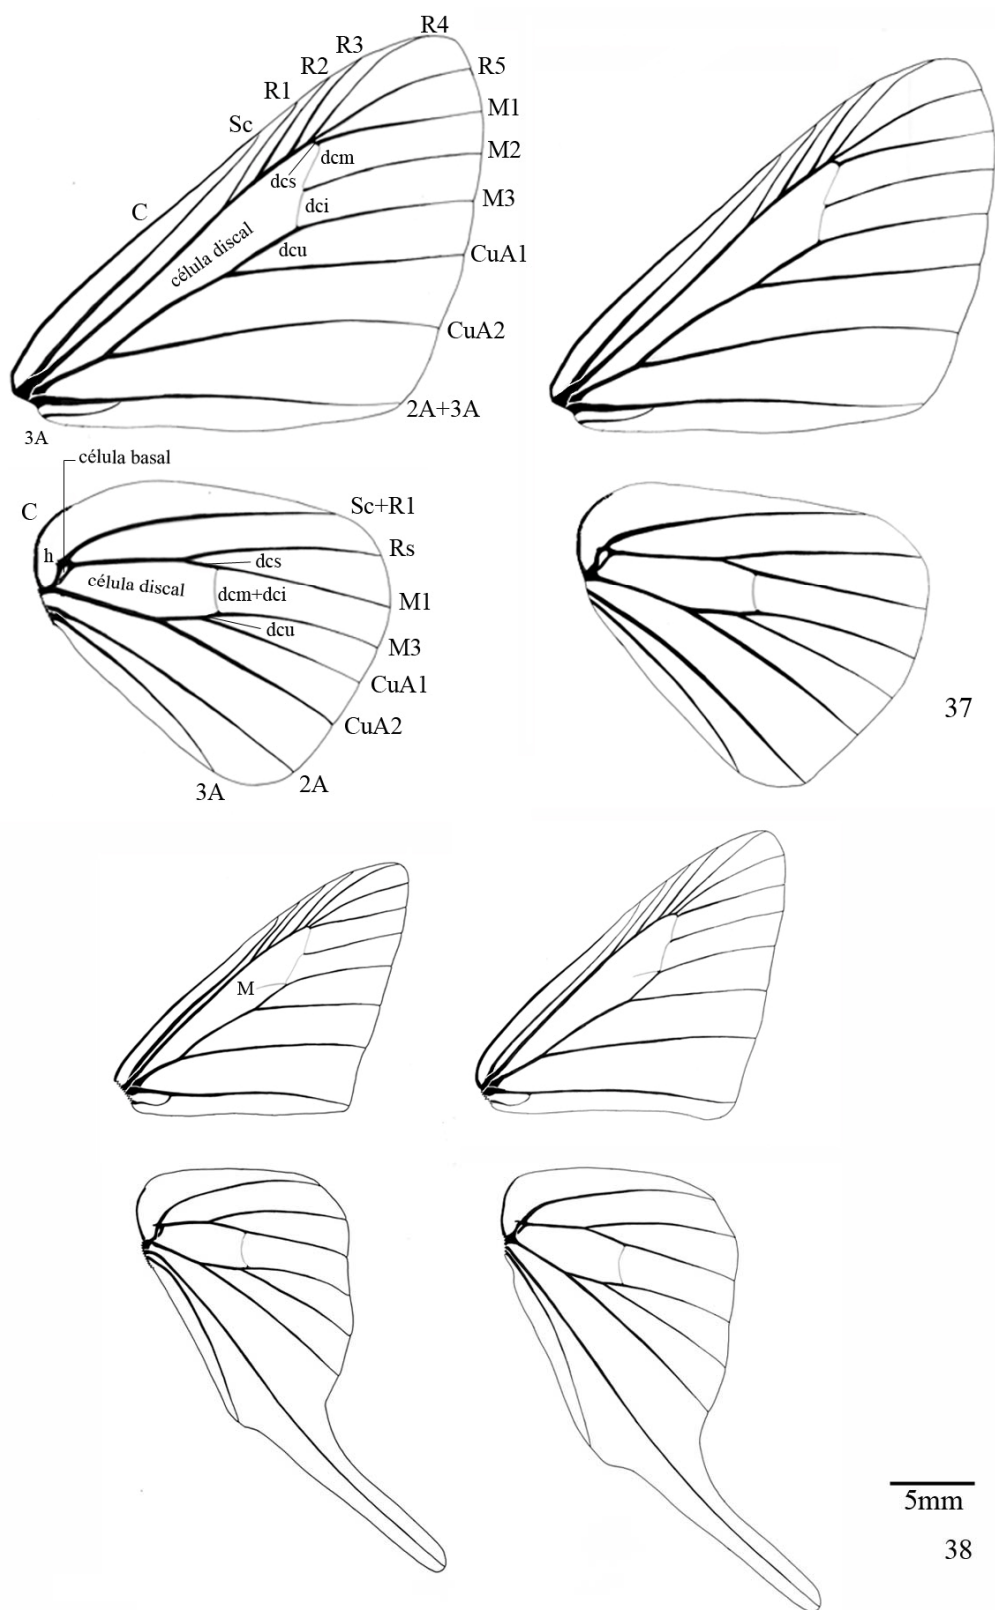 R4
R3
R2
R5
R1
M1
Sc
dcm
M2
dcs
C
dci
M3
célula discal
dcu
CuA1
CuA2
2A+3A
3A
célula basal
C
Sc+R1
h
Rs
dcs
célula discal
dcm+dci
M1
dcu
M3
CuA1
CuA2
2A
3A
37
M
5mm
38